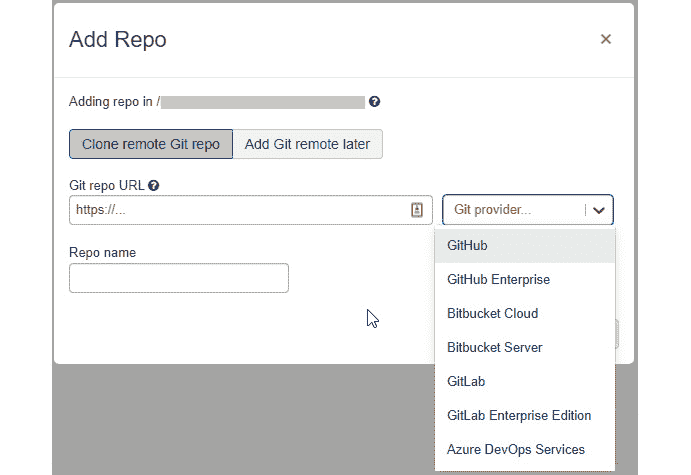 Add Repo
×
Adding repo in /
Clone remote Git repo Add Git remote later
Git repo URL
https://... Git provider...
Repo name
GitHub
GitHub Enterprise
Bitbucket Cloud
Bitbucket Server
GitLab
GitLab Enterprise Edition
Azure DevOps Services